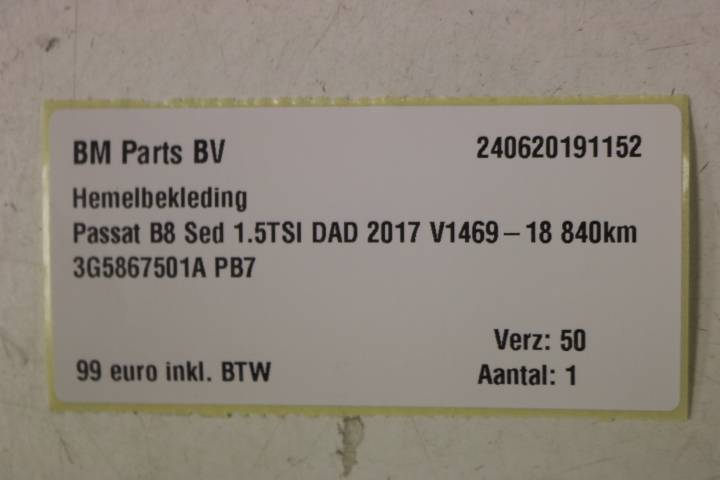 BM Parts BV 240620191152
Hemelbekleding
Passat B8 Sed 1.5TSI DAD 2017 V1469 – 18 840km
3G5867501A PB7
Verz: 50
99 euro inkl. BTW Aantal: 1